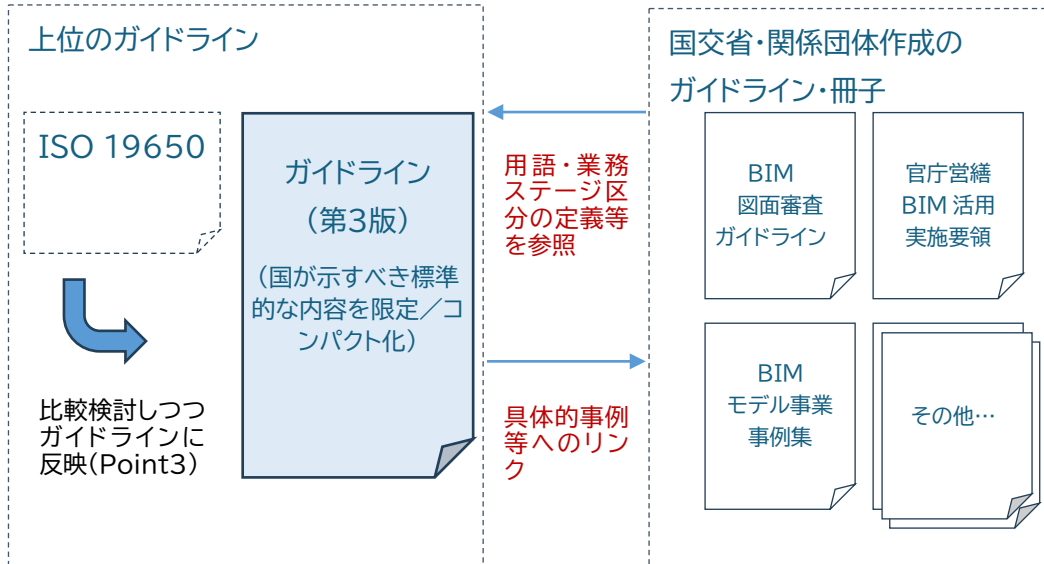 上位のガイドライン
ISO 19650
ガイドライン
(第3版)
(国が示すべき標準
的な内容を限定／コ
ンパクト化)
比較検討しつつ
ガイドラインに
反映(Point3)
用語・業務
ステージ区
分の定義等
を参照
具体的事例
等へのリン
ク
国交省・関係団体作成の
ガイドライン・冊子
BIM
図面審査
ガイドライン
官庁営繕
BIM 活用
実施要領
BIM
モデル事業
事例集
その他…